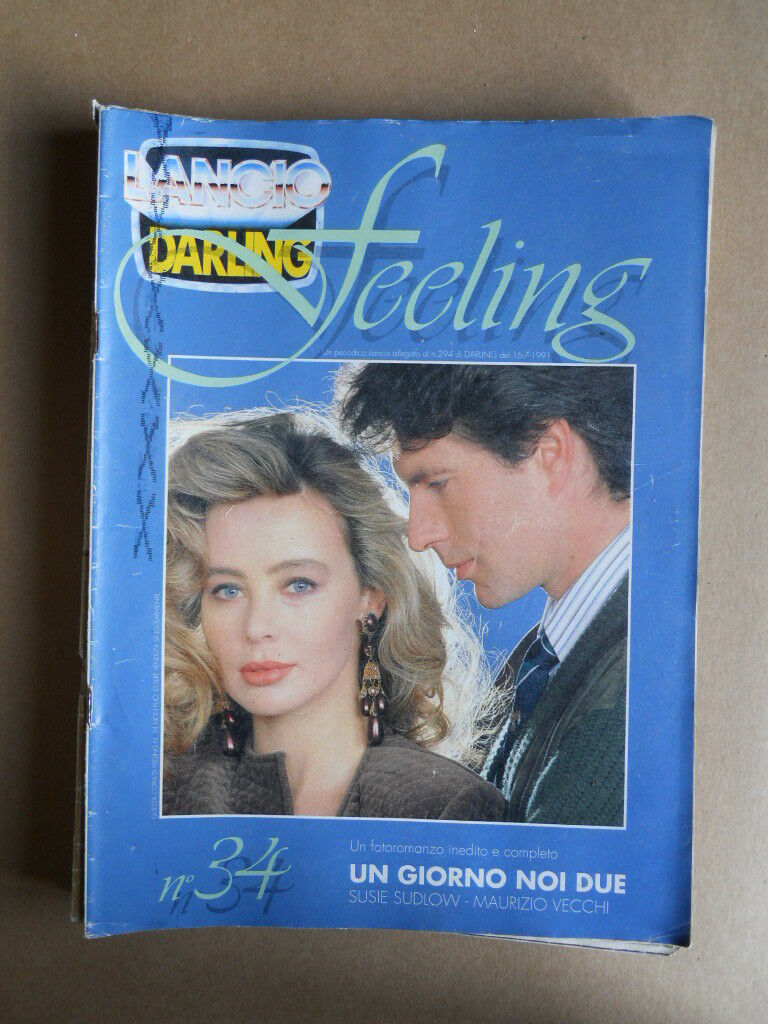 LANCIO
DARLING
feeling
un periodico Lancio allegato al n. 294 di DARLING del 16-7-1991
n° 34
Un fotoromanzo inedito e completo
UN GIORNO NOI DUE
SUSIE SUDLOW - MAURIZIO VECCHI